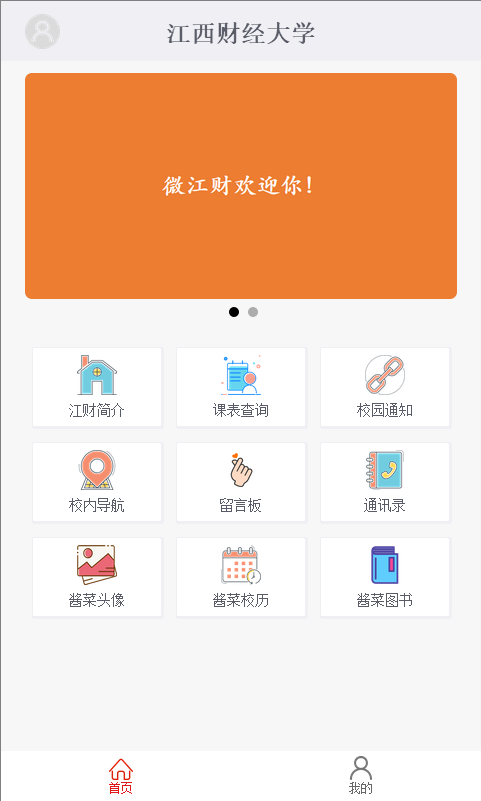 江西财经大学
微江财欢迎你！
江财简介
课表查询
校园通知
校内导航
留言板
通讯录
酱菜头像
酱菜校历
酱菜图书
首页
我的